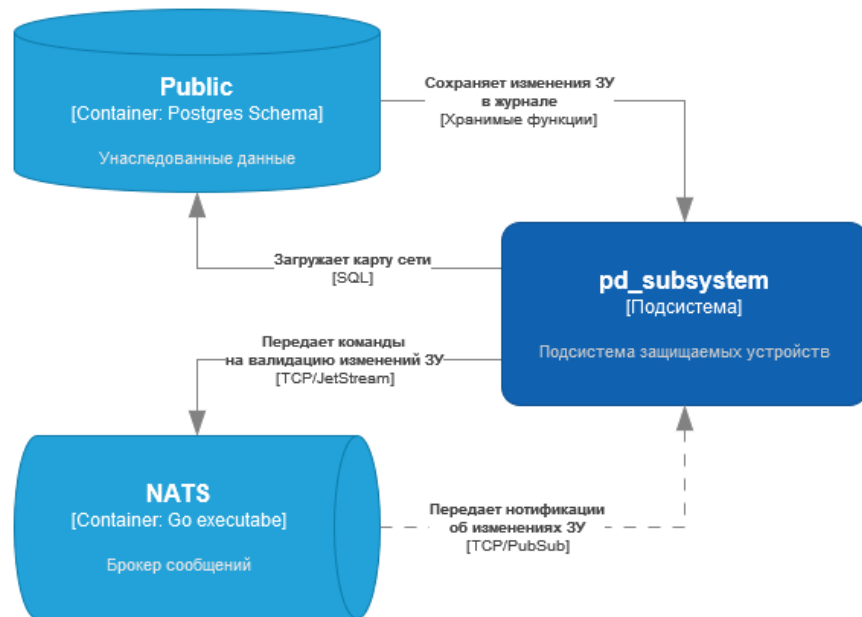 Public
[Container: Postgres Schema]
Унаследованные данные
Сохраняет изменения ЗУ
в журнале
[Хранимые функции]
Загружает карту сети
[SQL]
pd_subsystem
[Подсистема]
Подсистема защищаемых устройств
Передает команды
на валидацию изменений ЗУ
[TCP/JetStream]
NATS
[Container: Go executabe]
Брокер сообщений
Передает нотификации
об изменениях ЗУ
[TCP/PubSub]